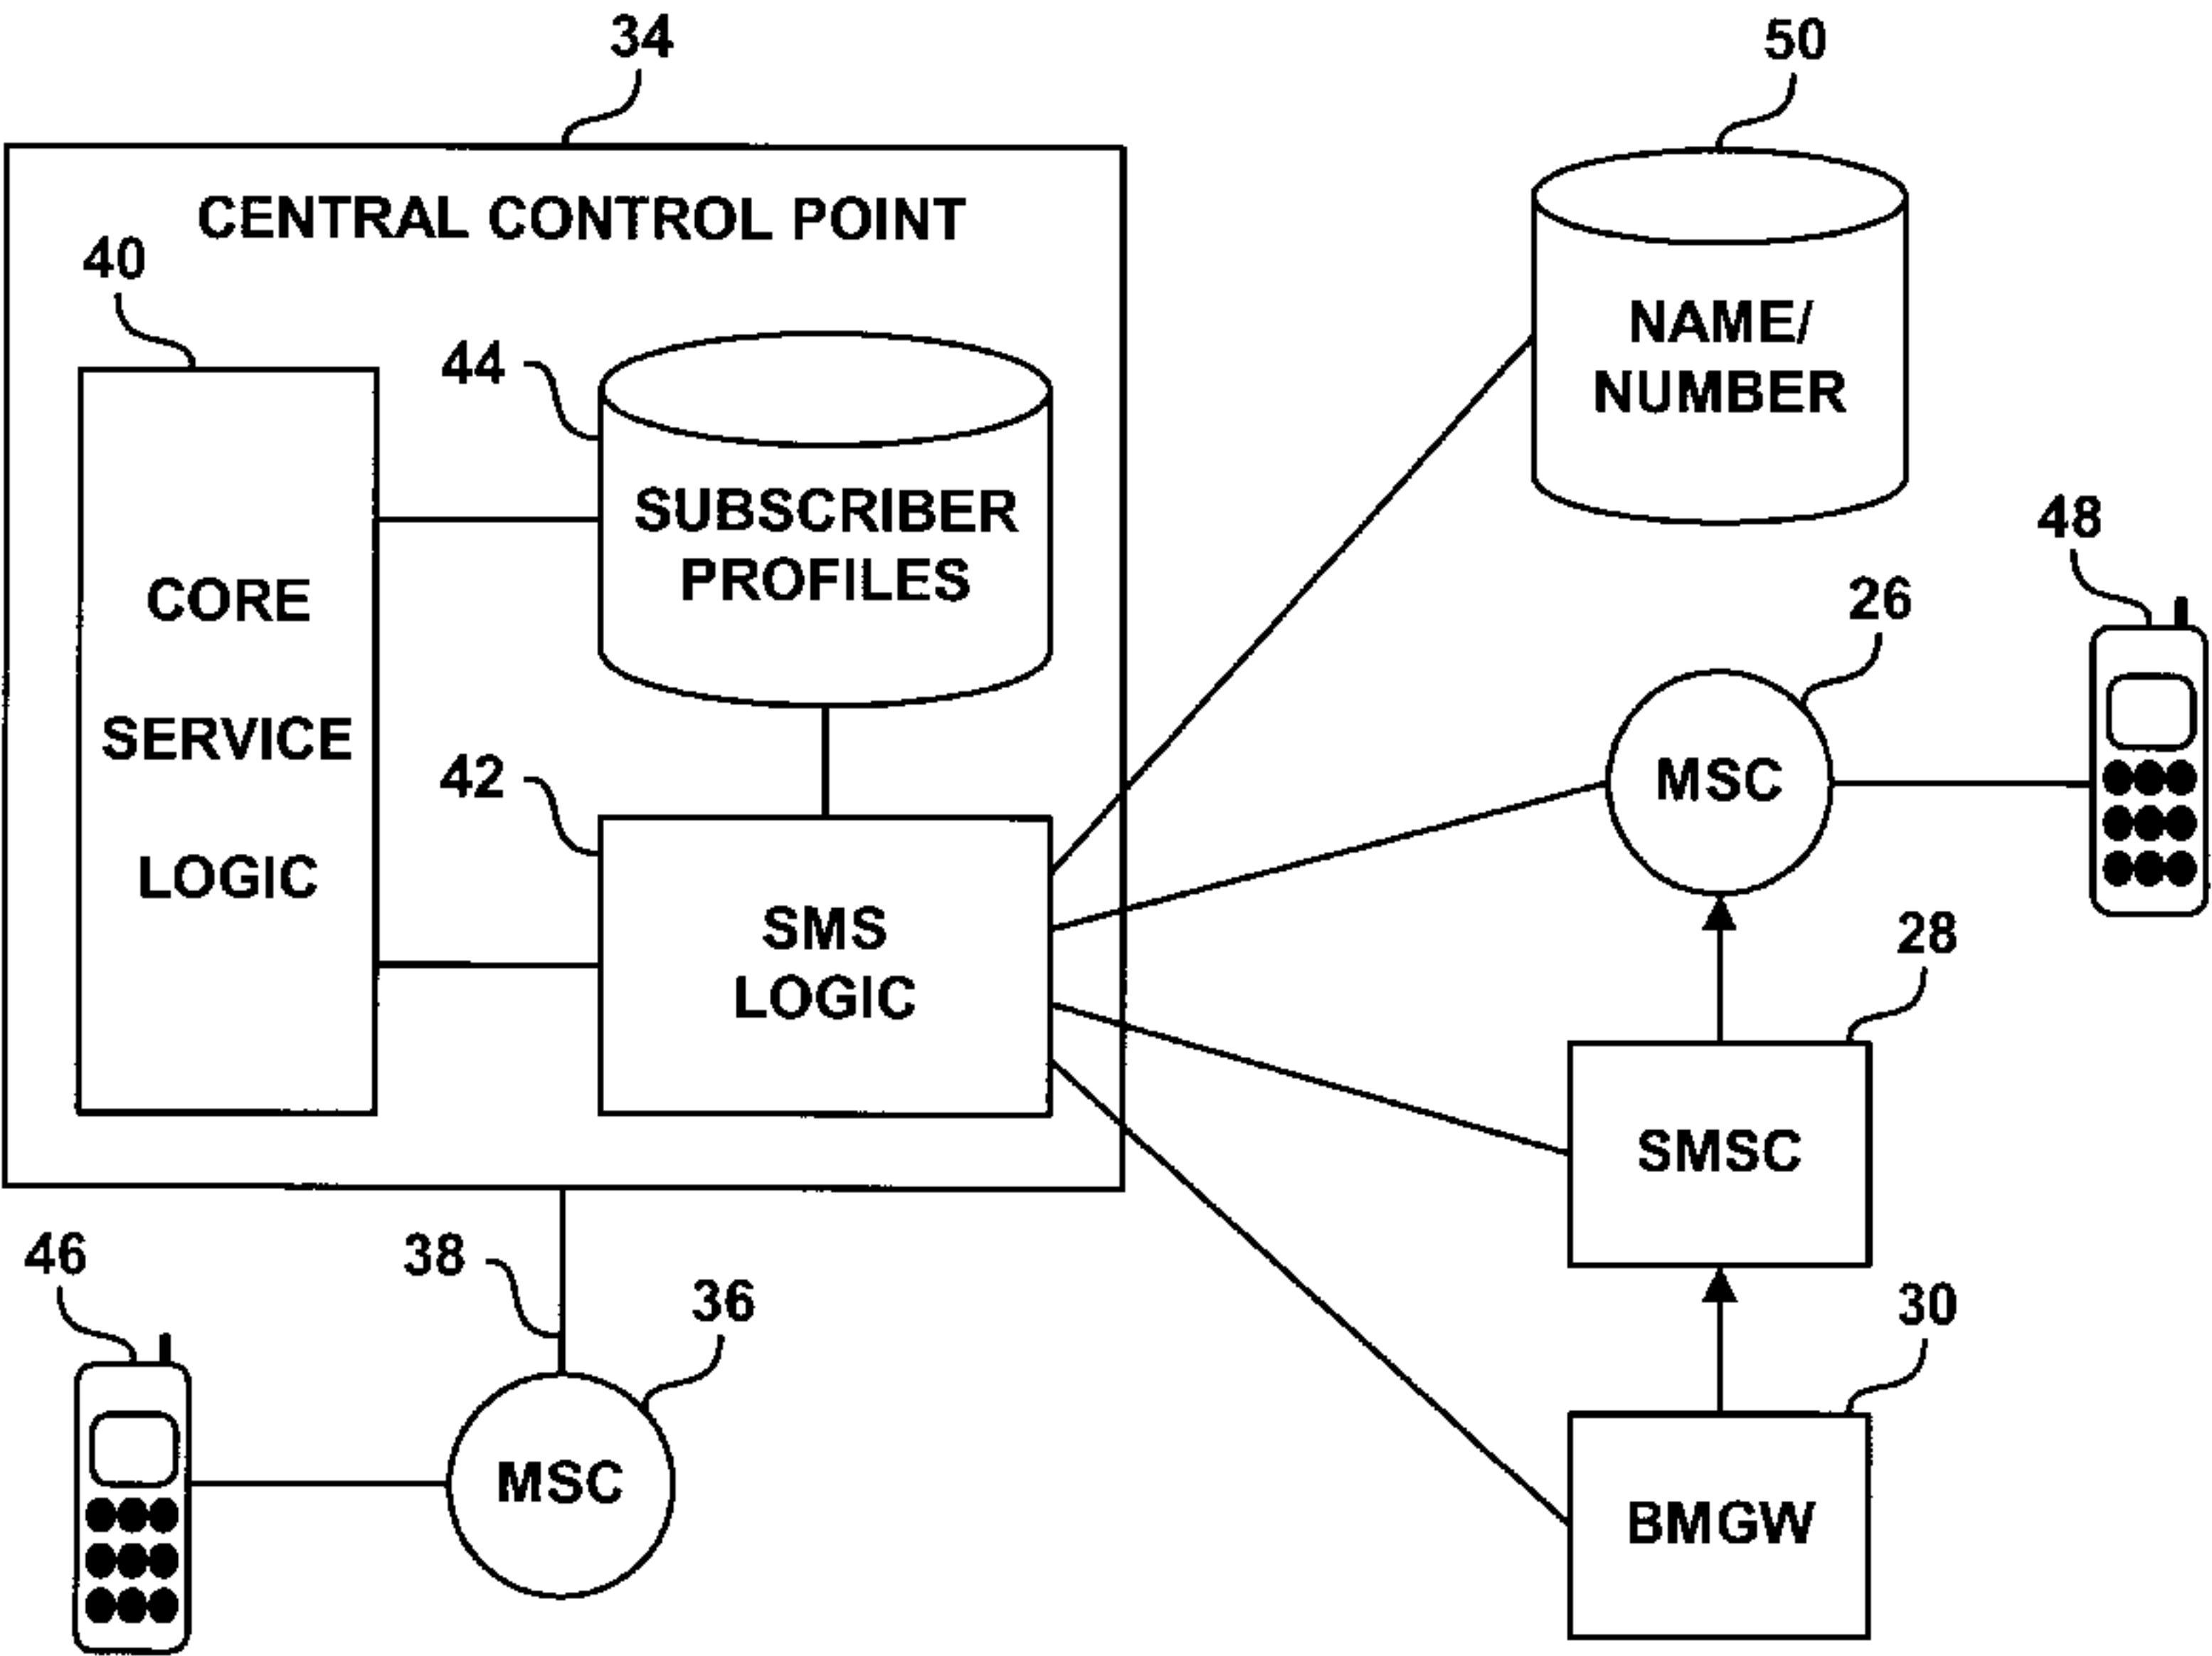 34
50
CENTRAL CONTROL POINT
40
44
NAME/
NUMBER
SUBSCRIBER
PROFILES
48
26
CORE
SERVICE
LOGIC
42
MSC
SMS
LOGIC
28
SMSC
46
38
36
30
MSC
BMGW